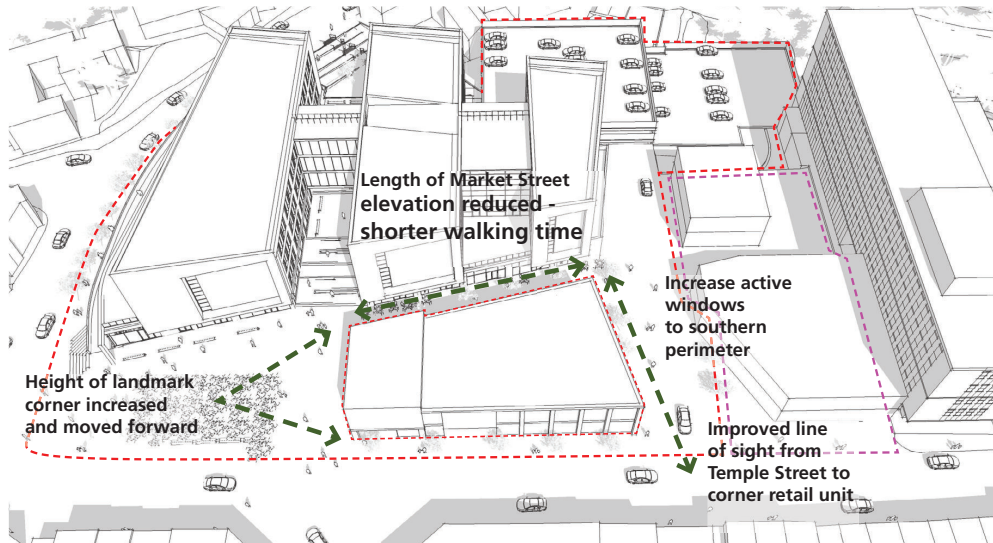 Length of Market Street
elevation reduced -
shorter walking time
Increase active
windows
to southern
perimeter
Height of landmark
corner increased
and moved forward
Improved line
of sight from
Temple Street to
corner retail unit